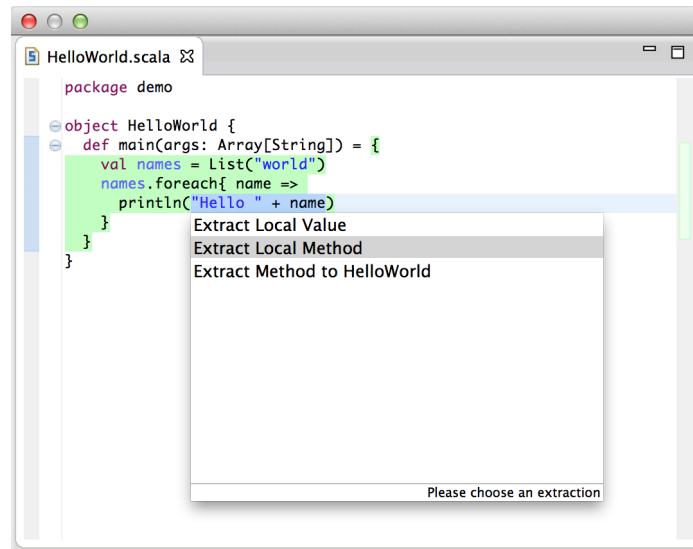 HelloWorld.scala
package demo
object HelloWorld {
def main(args: Array[String]) = {
val names = List("world")
names.foreach{ name =>
println("Hello " + name)
}
}
}
Extract Local Value
Extract Local Method
Extract Method to HelloWorld
Please choose an extraction